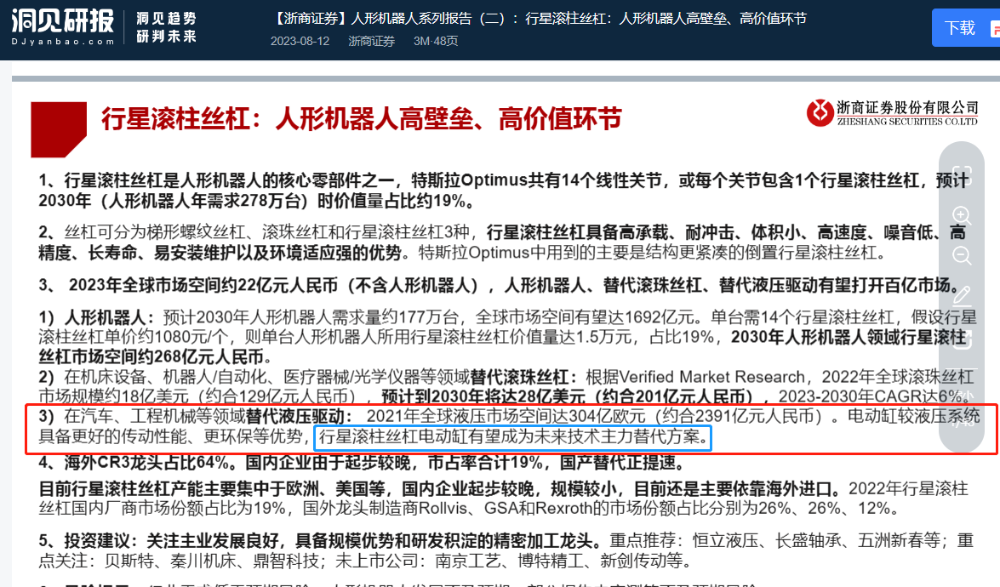 洞见研报
DJyanbao.com
洞见趋势
研判未来
【浙商证券】人形机器人系列报告（二）：行星滚柱丝杠：人形机器人高壁垒、高价值环节
2023-08-12 浙商证券 3M·48页
下载
行星滚柱丝杠：人形机器人高壁垒、高价值环节
浙商证券股份有限公司
ZHESHANG SECURITIES CO.LTD
1、行星滚柱丝杠是人形机器人的核心零部件之一，特斯拉Optimus共有14个线性关节，或每个关节包含1个行星滚柱丝杠，预计
2030年（人形机器人年需求278万台）时价值量占比约19%。
2、丝杠可分为梯形螺纹丝杠、滚珠丝杠和行星滚柱丝杠3种，行星滚柱丝杠具备高承载、耐冲击、体积小、高速度、噪音低、高
精度、长寿命、易安装维护以及环境适应强的优势。特斯拉Optimus中用到的主要是结构更紧凑的倒置行星滚柱丝杠。
3、 2023年全球市场空间约22亿元人民币（不含人形机器人），人形机器人、替代滚珠丝杠、替代液压驱动有望打开百亿市场。
1）人形机器人：预计2030年人形机器人需求量约177万台，全球市场空间有望达1692亿元。单台需14个行星滚柱丝杠，假设行星
滚柱丝杠单价约1080元/个，则单台人形机器人所用行星滚柱丝杠价值量达1.5万元，占比19%，2030年人形机器人领域行星滚柱
丝杠市场空间约268亿元人民币。
2）在机床设备、机器人/自动化、医疗器械/光学仪器等领域替代滚珠丝杠：根据Verified Market Research，2022年全球滚珠丝杠
市场规模约18亿美元（约合129亿元人民币），预计到2030年将达28亿美元（约合201亿元人民币），2023-2030年CAGR达6%。
3）在汽车、工程机械等领域替代液压驱动： 2021年全球液压市场空间达304亿欧元（约合2391亿元人民币）。电动缸较液压系统
具备更好的传动性能、更环保等优势，行星滚柱丝杠电动缸有望成为未来技术主力替代方案。
4、海外CR3龙头占比64%。国内企业由于起步较晚，市占率合计19%，国产替代正提速。
目前行星滚柱丝杠产能主要集中于欧洲、美国等，国内企业起步较晚，规模较小，目前还是主要依靠海外进口。2022年行星滚柱
丝杠国内厂商市场份额占比为19%，国外龙头制造商Rollvis、GSA和Rexroth的市场份额占比分别为26%、26%、12%。
5、投资建议：关注主业发展良好，具备规模优势和研发积淀的精密加工龙头。重点推荐：恒立液压、长盛轴承、五洲新春等；重
点关注：贝斯特、秦川机床、鼎智科技；未上市公司：南京工艺、博特精工、新剑传动等。